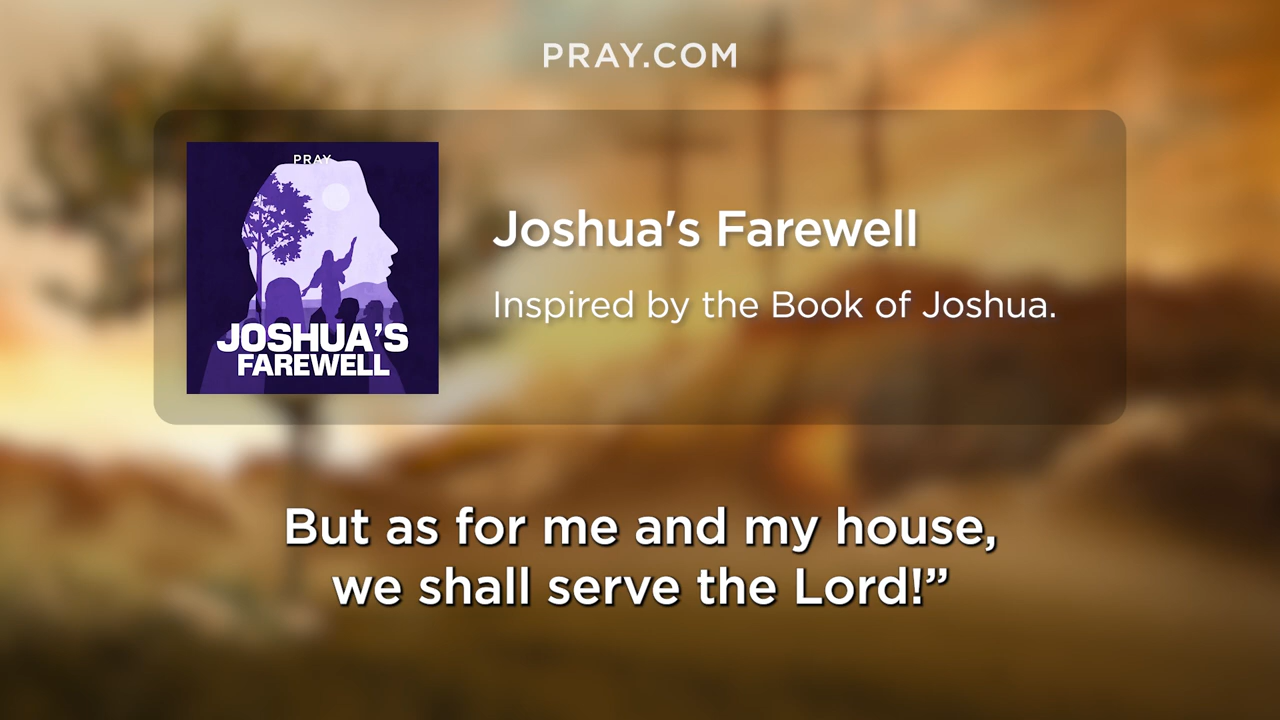 PRAY.COM
PRAY
JOSHUA'S
FAREWELL
Joshua's Farewell
Inspired by the Book of Joshua.
But as for me and my house,
we shall serve the Lord!”